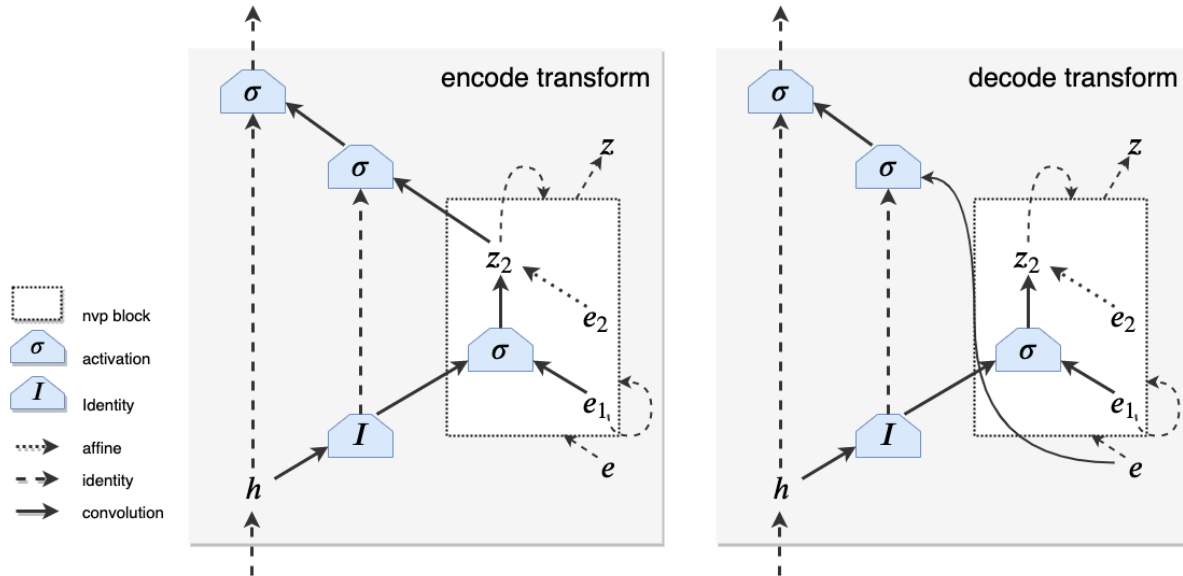 encode transform
σ
σ
z
z₂
e₂
σ
e₁
I
e
h
decode transform
σ
σ
z
z₂
e₂
σ
e₁
I
e
h
nvp block
σ
activation
I
Identity
affine
identity
convolution